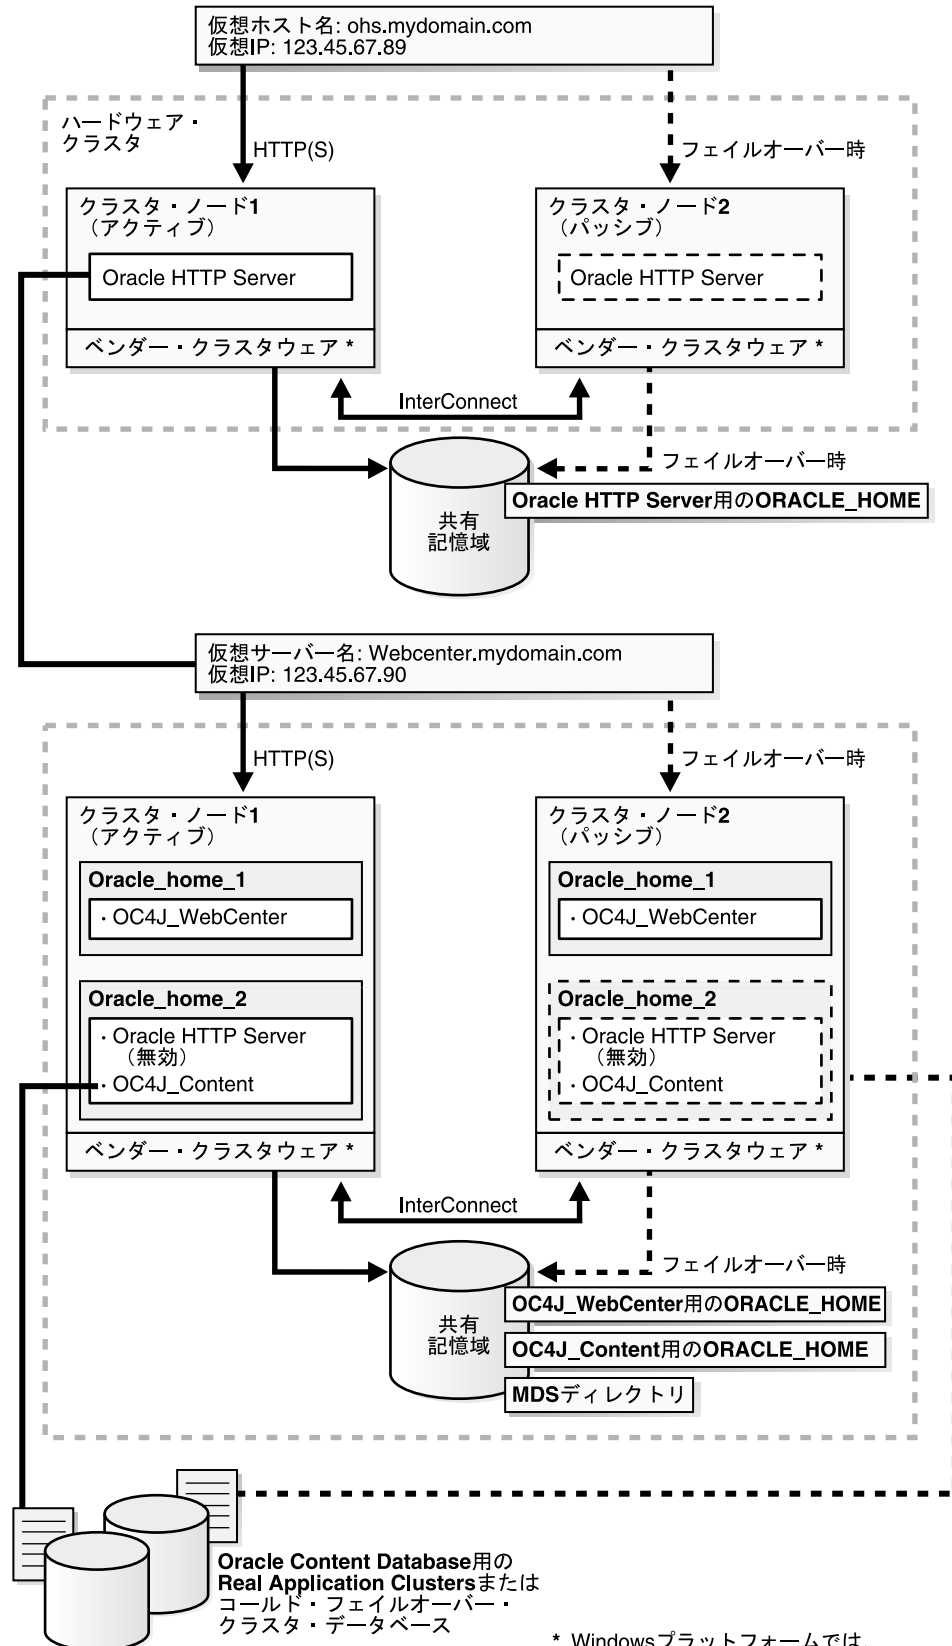 仮想ホスト名: ohs.mydomain.com
仮想IP: 123.45.67.89
ハードウェア・
クラスタ
HTTP(S)
フェイルオーバー時
クラスタ・ノード1
（アクティブ）
Oracle HTTP Server
ベンダー・クラスタウェア *
クラスタ・ノード2
（パッシブ）
Oracle HTTP Server
ベンダー・クラスタウェア *
InterConnect
フェイルオーバー時
共有
記憶域
Oracle HTTP Server用のORACLE_HOME
仮想サーバー名: Webcenter.mydomain.com
仮想IP: 123.45.67.90
HTTP(S)
フェイルオーバー時
クラスタ・ノード1
（アクティブ）
Oracle_home_1
・OC4J_WebCenter
Oracle_home_2
・Oracle HTTP Server
（無効）
・OC4J_Content
ベンダー・クラスタウェア *
クラスタ・ノード2
（パッシブ）
Oracle_home_1
・OC4J_WebCenter
Oracle_home_2
・Oracle HTTP Server
（無効）
・OC4J_Content
ベンダー・クラスタウェア *
InterConnect
フェイルオーバー時
共有
記憶域
OC4J_WebCenter用のORACLE_HOME
OC4J_Content用のORACLE_HOME
MDSディレクトリ
Oracle Content Database用の
Real Application Clustersまたは
コールド・フェイルオーバー・
クラスタ・データベース
* Windowsプラットフォームでは